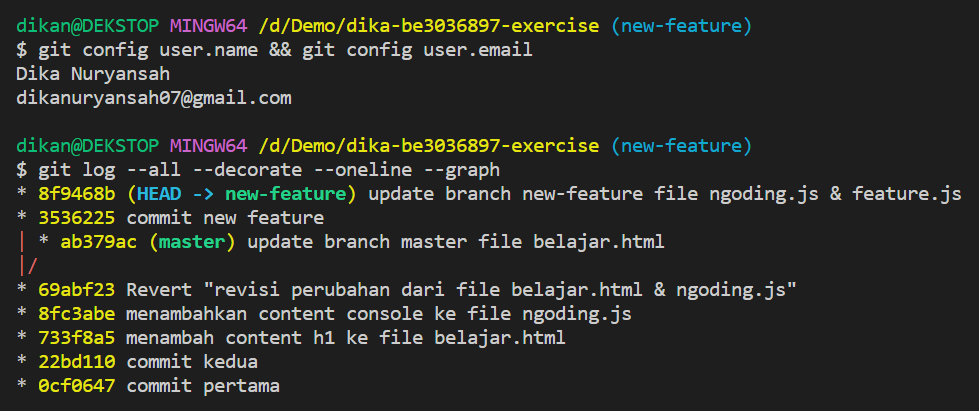 dikan@DEKSTOP MINGW64 /d/Demo/dika-be3036897-exercise (new-feature)
$ git config user.name && git config user.email
Dika Nuryansah
dikanuryansah07@gmail.com
dikan@DEKSTOP MINGW64 /d/Demo/dika-be3036897-exercise (new-feature)
$ git log --all --decorate --oneline --graph
* 8f9468b (HEAD -> new-feature) update branch new-feature file ngoding.js & feature.js
* 3536225 commit new feature
| * ab379ac (master) update branch master file belajar.html
|/
* 69abf23 Revert "revisi perubahan dari file belajar.html & ngoding.js"
* 8fc3abe menambahkan content console ke file ngoding.js
* 733f8a5 menambah content h1 ke file belajar.html
* 22bd110 commit kedua
* 0cf0647 commit pertama